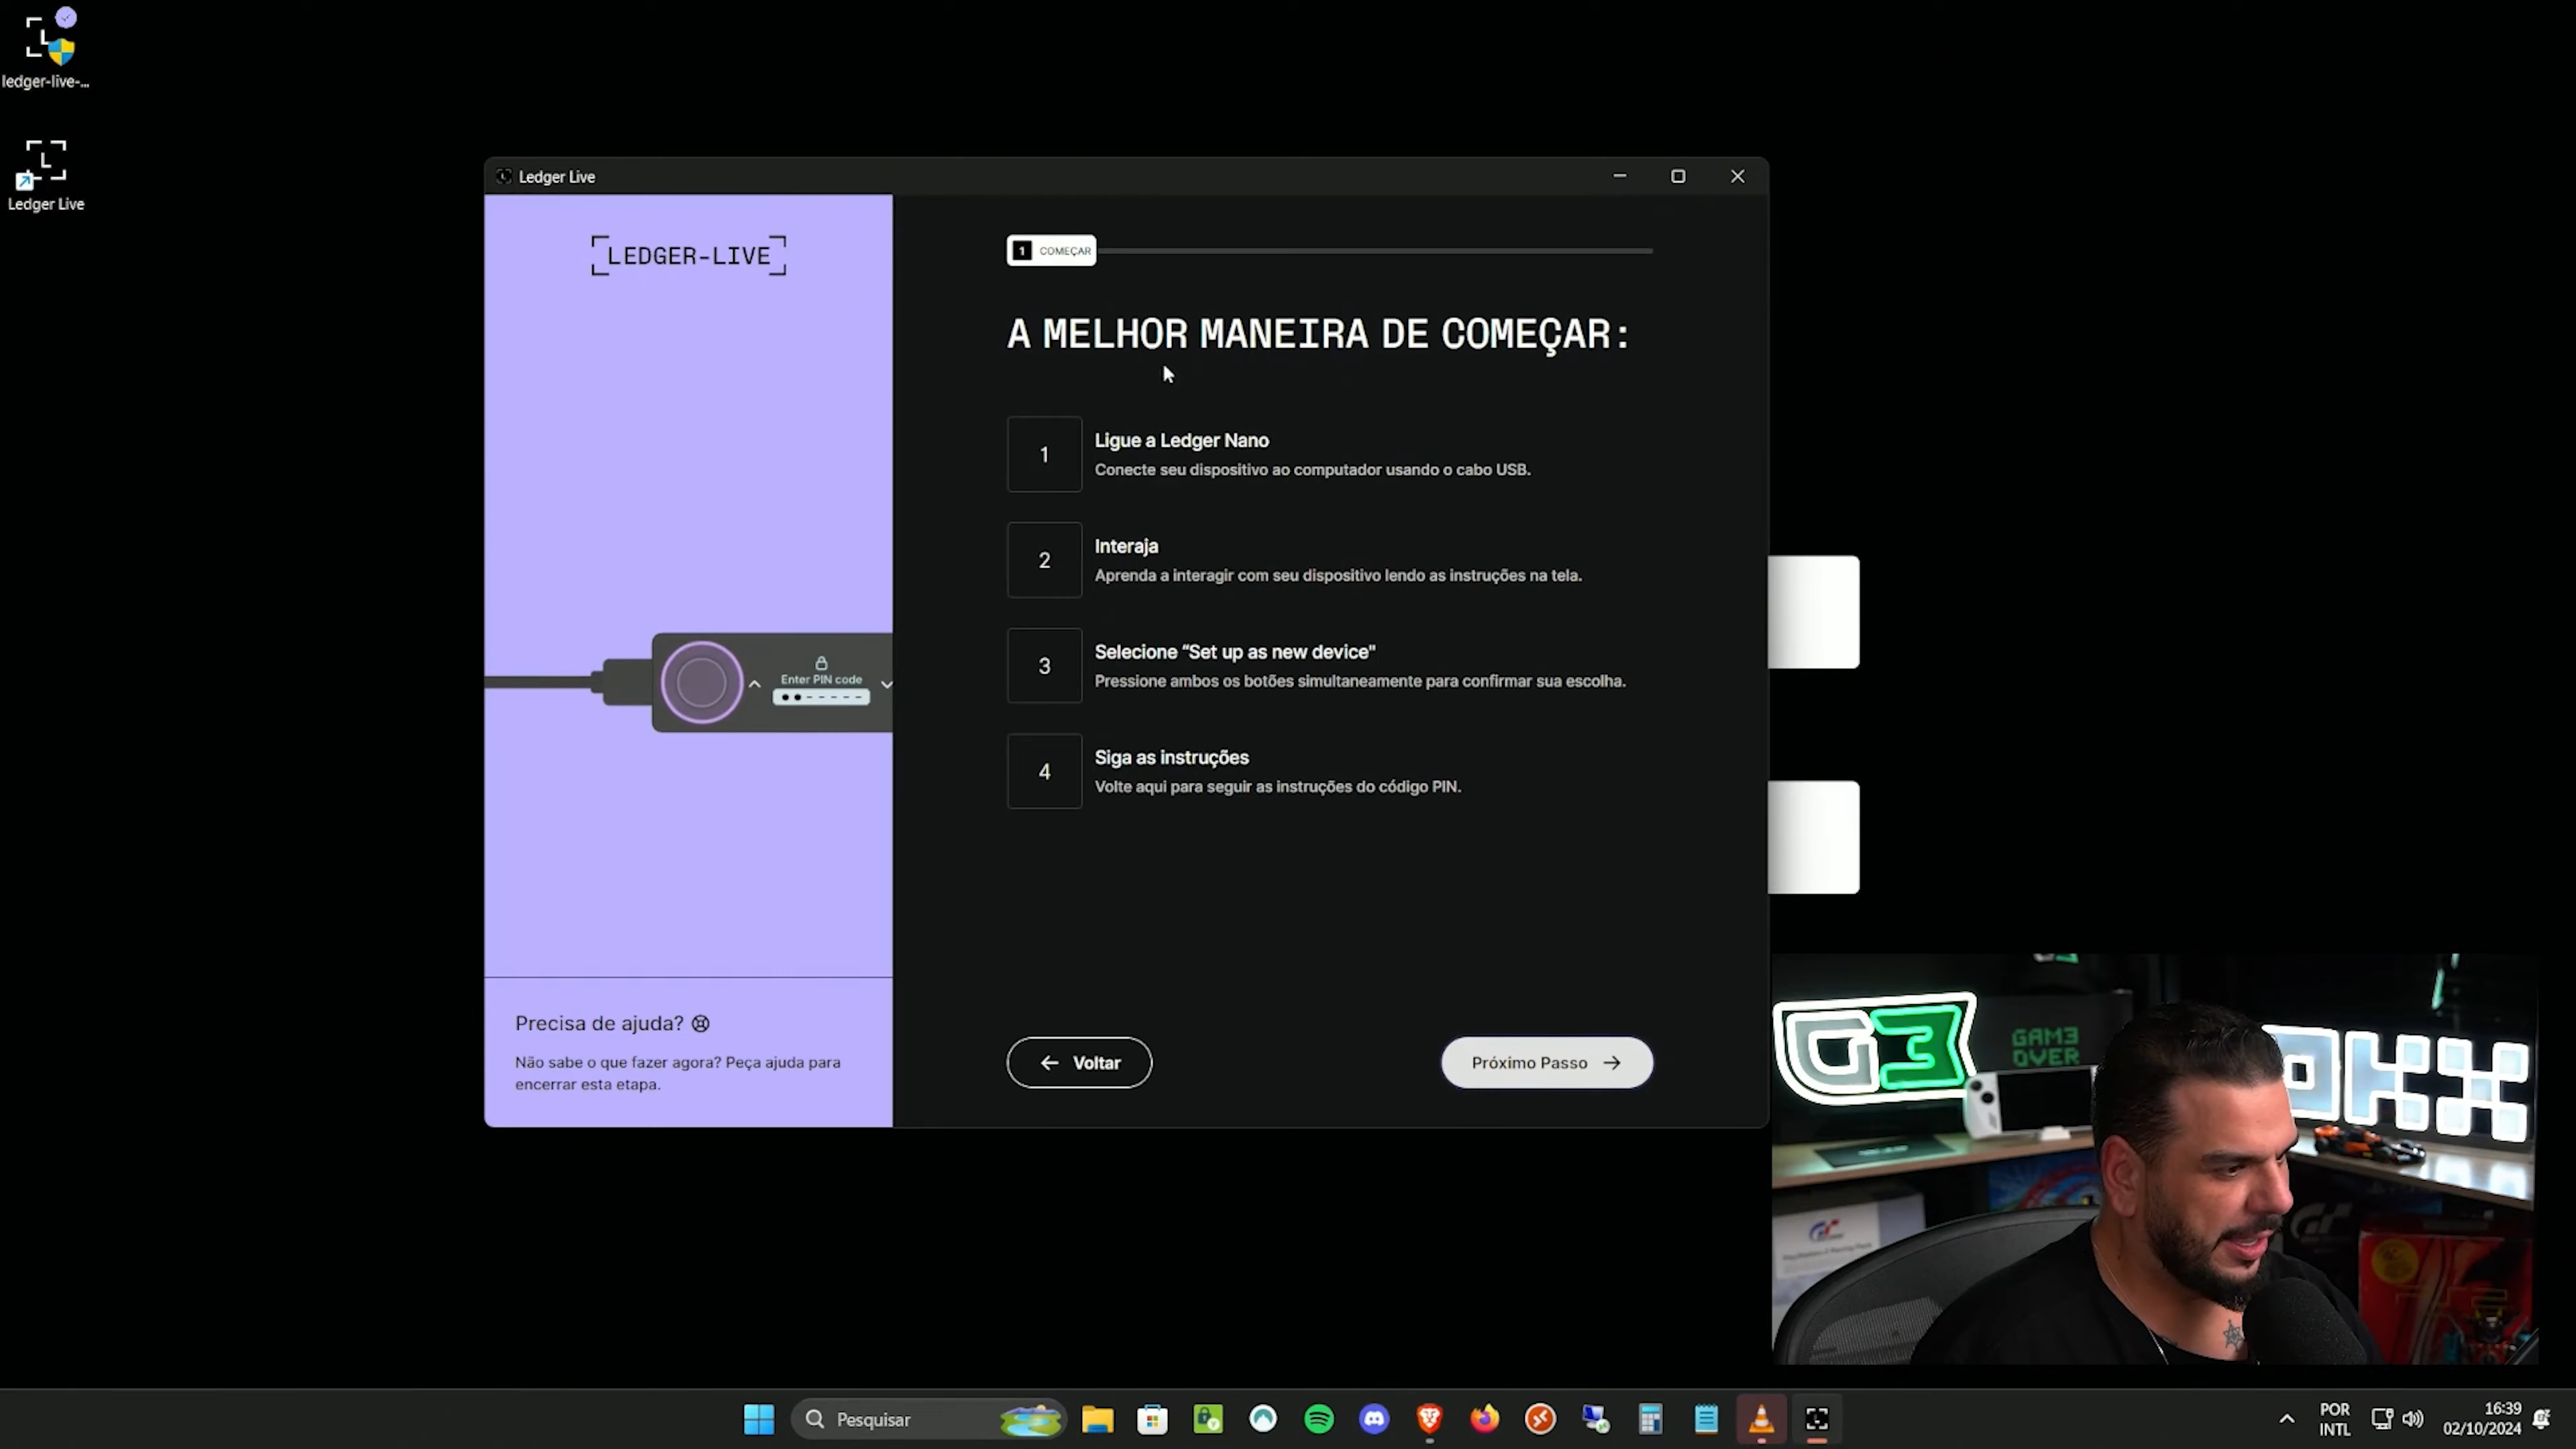 ledger-live-...
Ledger Live
Ledger Live
LEDGER-LIVE
1 COMEÇAR
A MELHOR MANEIRA DE COMEÇAR:
1
Ligue a Ledger Nano
Conecte seu dispositivo ao computador usando o cabo USB.
2
Interaja
Aprenda a interagir com seu dispositivo lendo as instruções na tela.
3
Selecione “Set up as new device"
Pressione ambos os botões simultaneamente para confirmar sua escolha.
4
Siga as instruções
Volte aqui para seguir as instruções do código PIN.
Enter PIN code
Precisa de ajuda?
Não sabe o que fazer agora? Peça ajuda para
encerrar esta etapa.
Voltar
Próximo Passo
G3
GAM3
OVER
OKX
Pesquisar
POR
INTL
16:39
02/10/2024